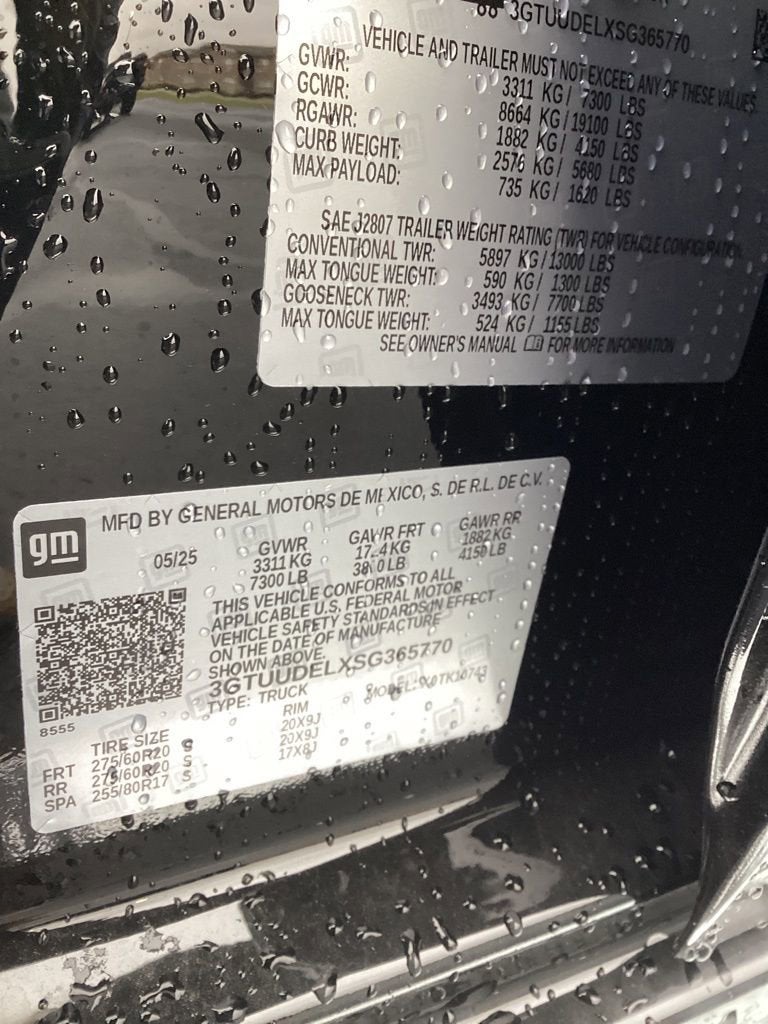 3GTUUDELXSG365770
VEHICLE AND TRAILER MUST NOT EXCEED ANY OF THESE VALUES
GVWR: 3311 KG/ 7300 LBS
GCWR: 8664 KG/19100 LBS
RGAWR: 1882 KG/ 4150 LBS
CURB WEIGHT: 2576 KG/ 5680 LBS
MAX PAYLOAD: 735 KG/ 1620 LBS
SAE J2807 TRAILER WEIGHT RATING (TWR) FOR VEHICLE CONFIGURATION
CONVENTIONAL TWR: 5897 KG/13000 LBS
MAX TONGUE WEIGHT: 590 KG/ 1300 LBS
GOOSENECK TWR: 3493 KG/ 7700 LBS
MAX TONGUE WEIGHT: 524 KG/ 1155 LBS
SEE OWNER'S MANUAL FOR MORE INFORMATION
gm
MFD BY GENERAL MOTORS DE MEXICO, S. DE R.L. DE C.V.
05/25
GVWR GAWR FRT GAWR RR
3311 KG KG 1882 KG
7300 LB LB 4150 LB
THIS VEHICLE CONFORMS TO ALL
APPLICABLE U.S. FEDERAL MOTOR
VEHICLE SAFETY STANDARDS IN EFFECT
ON THE DATE OF MANUFACTURE
SHOWN ABOVE.
3GTUUDELXSG365770
TYPE: TRUCK MODEL:
8555
TIRE SIZE RIM
FRT 275/60R20 S 20X9J
RR 275/60R20 S 20X9J
SPA 255/80R17 S 17X8J